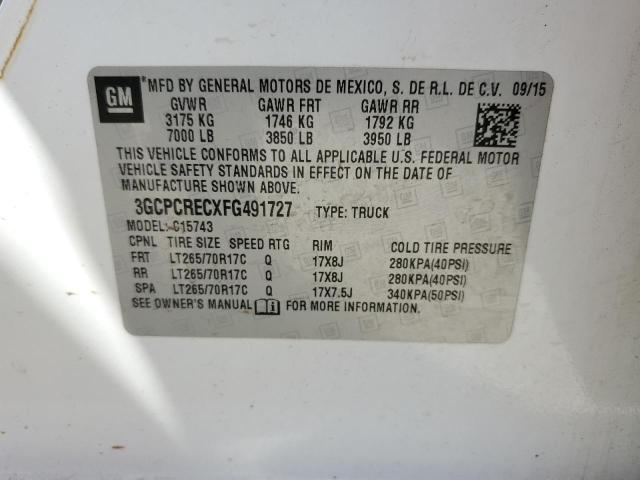 GM *MFD BY GENERAL MOTORS DE MEXICO, S. DE R.L. DE C.V. 09/15
GVWR GAWR FRT GAWR RR
3175 KG 1746 KG 1792 KG
7000 LB 3850 LB 3950 LB
THIS VEHICLE CONFORMS TO ALL APPLICABLE U.S. FEDERAL MOTOR
VEHICLE SAFETY STANDARDS IN EFFECT ON THE DATE OF
MANUFACTURE SHOWN ABOVE.
3GCPCRECXFG491727 TYPE: TRUCK
MODEL: C15743
CPNL TIRE SIZE SPEED RTG RIM COLD TIRE PRESSURE
FRT LT265/70R17C Q 17X8J 280KPA(40PSI)
RR LT265/70R17C Q 17X8J 280KPA(40PSI)
SPA LT265/70R17C Q 17X7.5J 340KPA(50PSI)
SEE OWNER'S MANUAL FOR MORE INFORMATION.